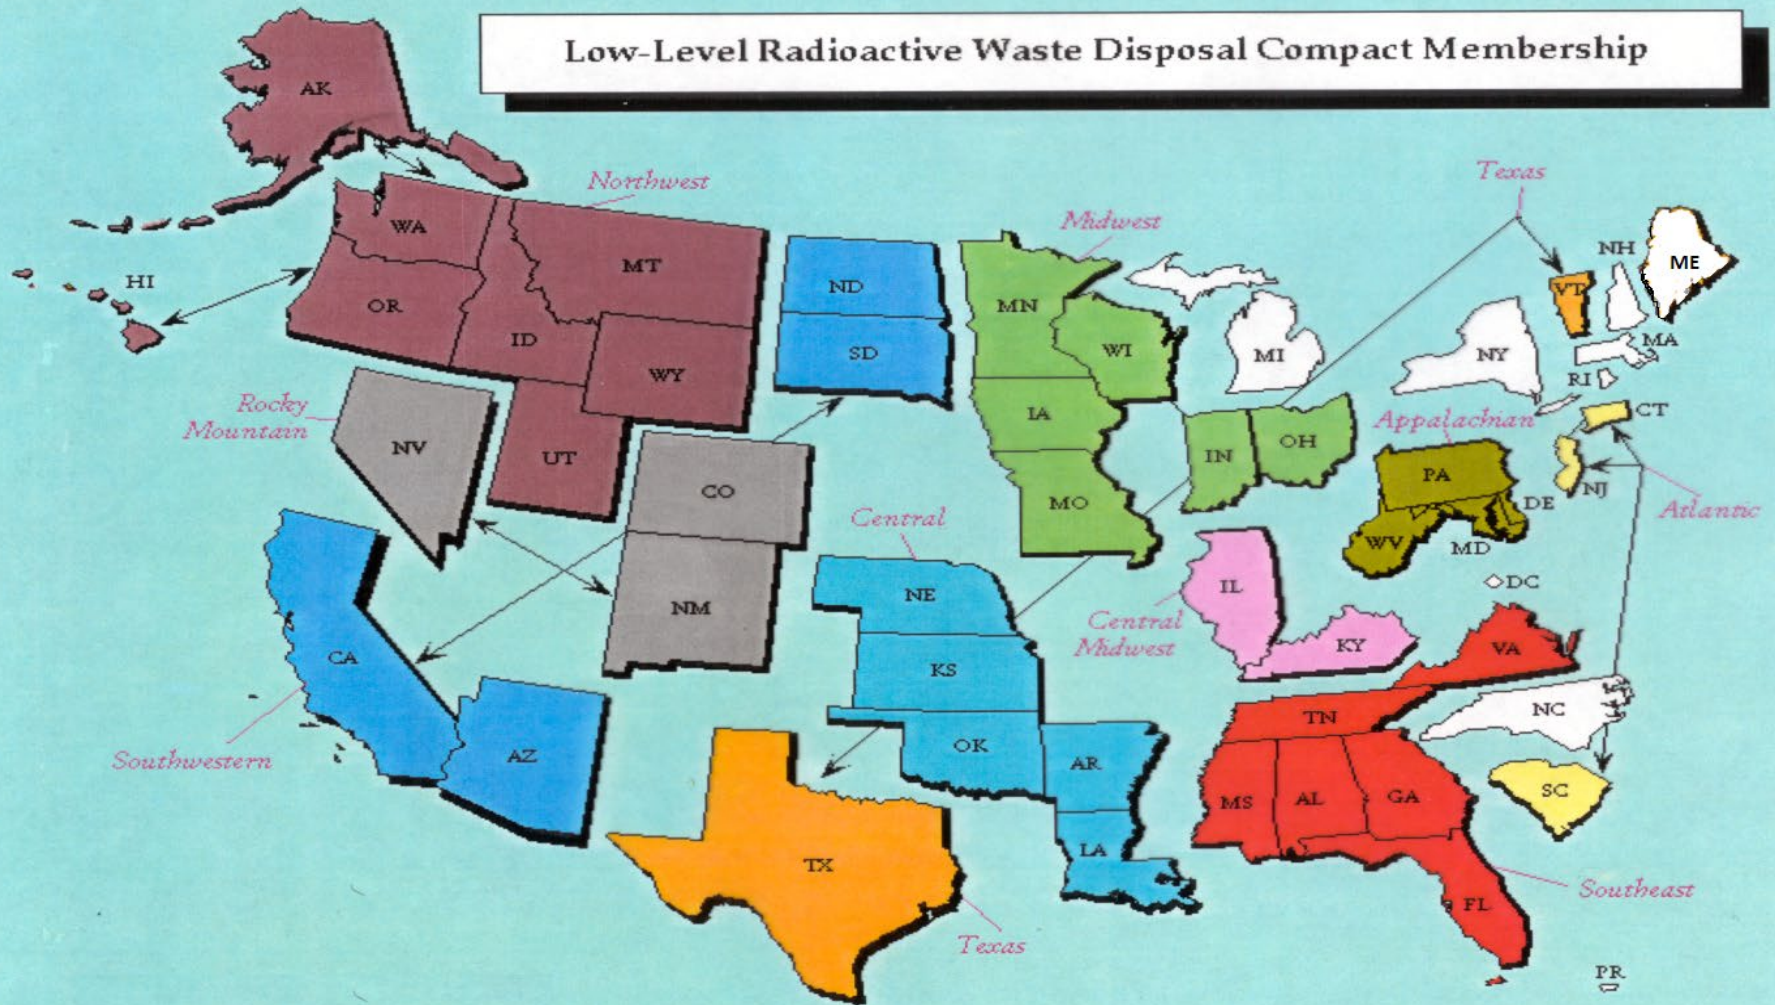 Low-Level Radioactive Waste Disposal Compact Membership
AK
Northwest
Texas
Midwest
WA
MT
HI
OR
ID
WY
ND
SD
MN
WI
IA
MO
MI
IN
OH
NH
ME
VT
NY
MA
RI
CT
Rocky
Mountain
NV
UT
CO
NM
Appalachian
PA
NJ
DE
WV
MD
Atlantic
DC
Central
NE
KS
OK
AR
LA
IL
KY
Central
Midwest
CA
AZ
Southwestern
VA
TN
NC
SC
MS
AL
GA
FL
Southeast
TX
Texas
PR